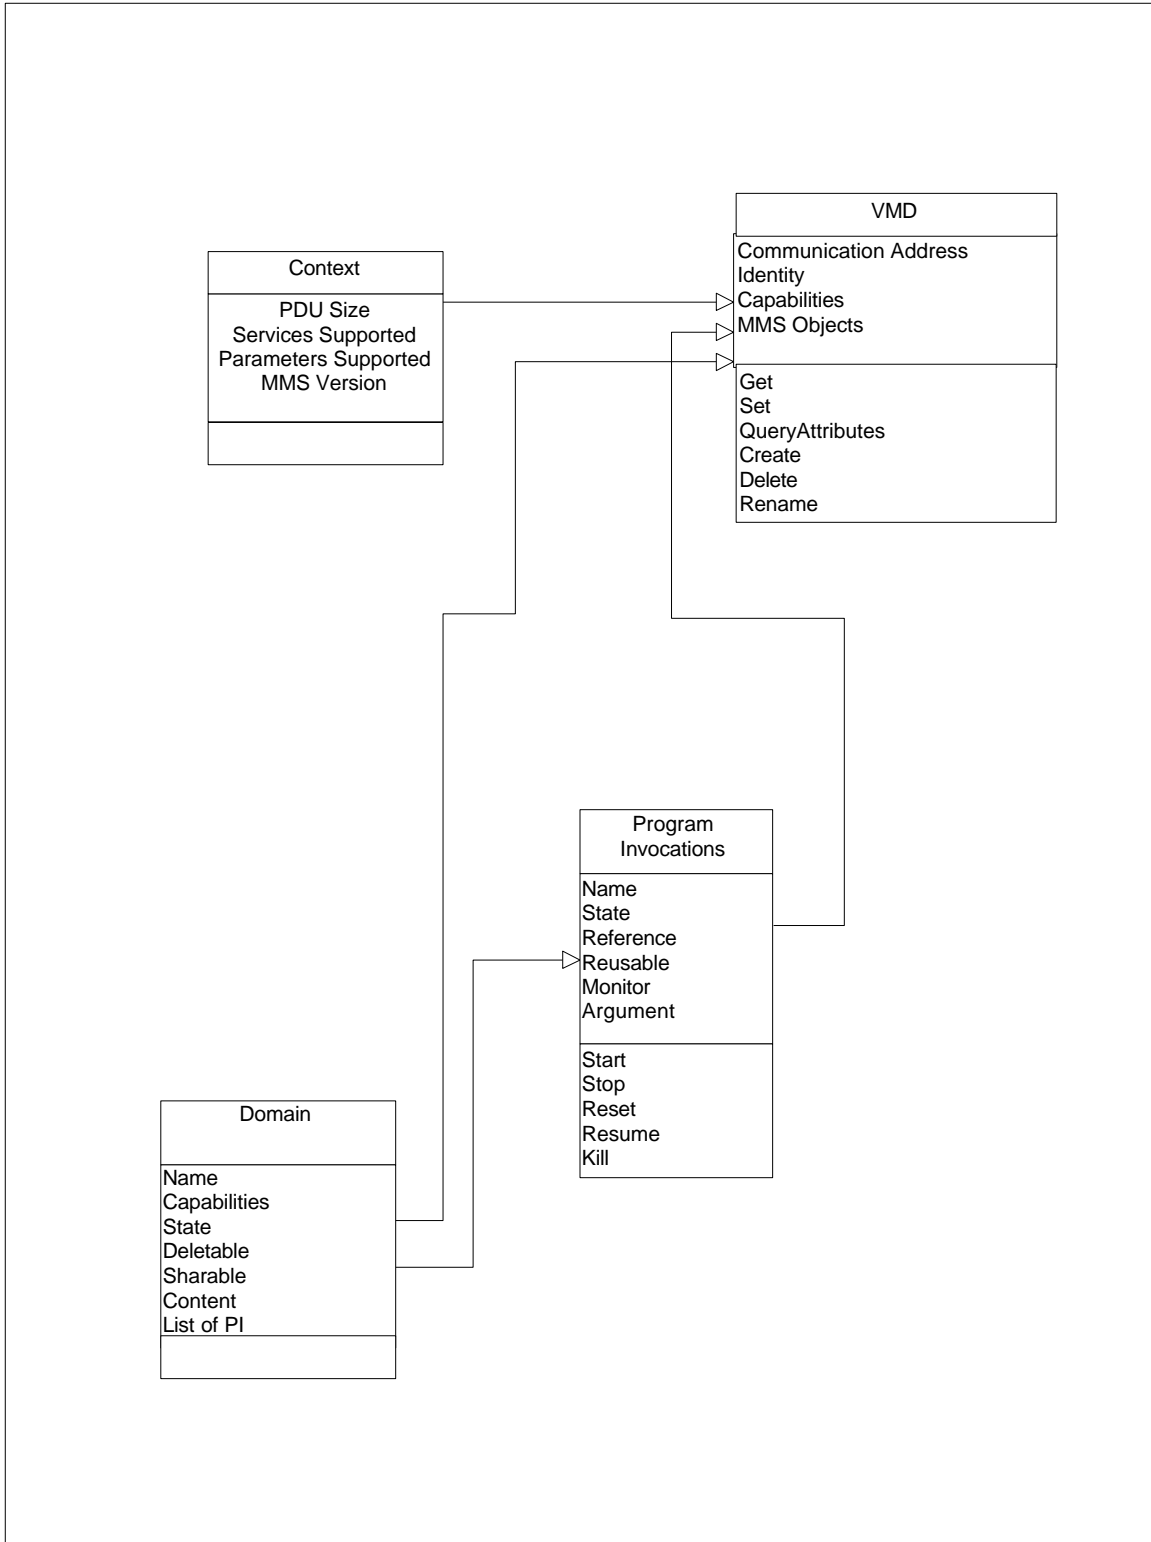 VMD
Communication Address
Identity
Capabilities
MMS Objects
Get
Set
QueryAttributes
Create
Delete
Rename
Context
PDU Size
Services Supported
Parameters Supported
MMS Version
Program
Invocations
Name
State
Reference
Reusable
Monitor
Argument
Start
Stop
Reset
Resume
Kill
Domain
Name
Capabilities
State
Deletable
Sharable
Content
List of PI